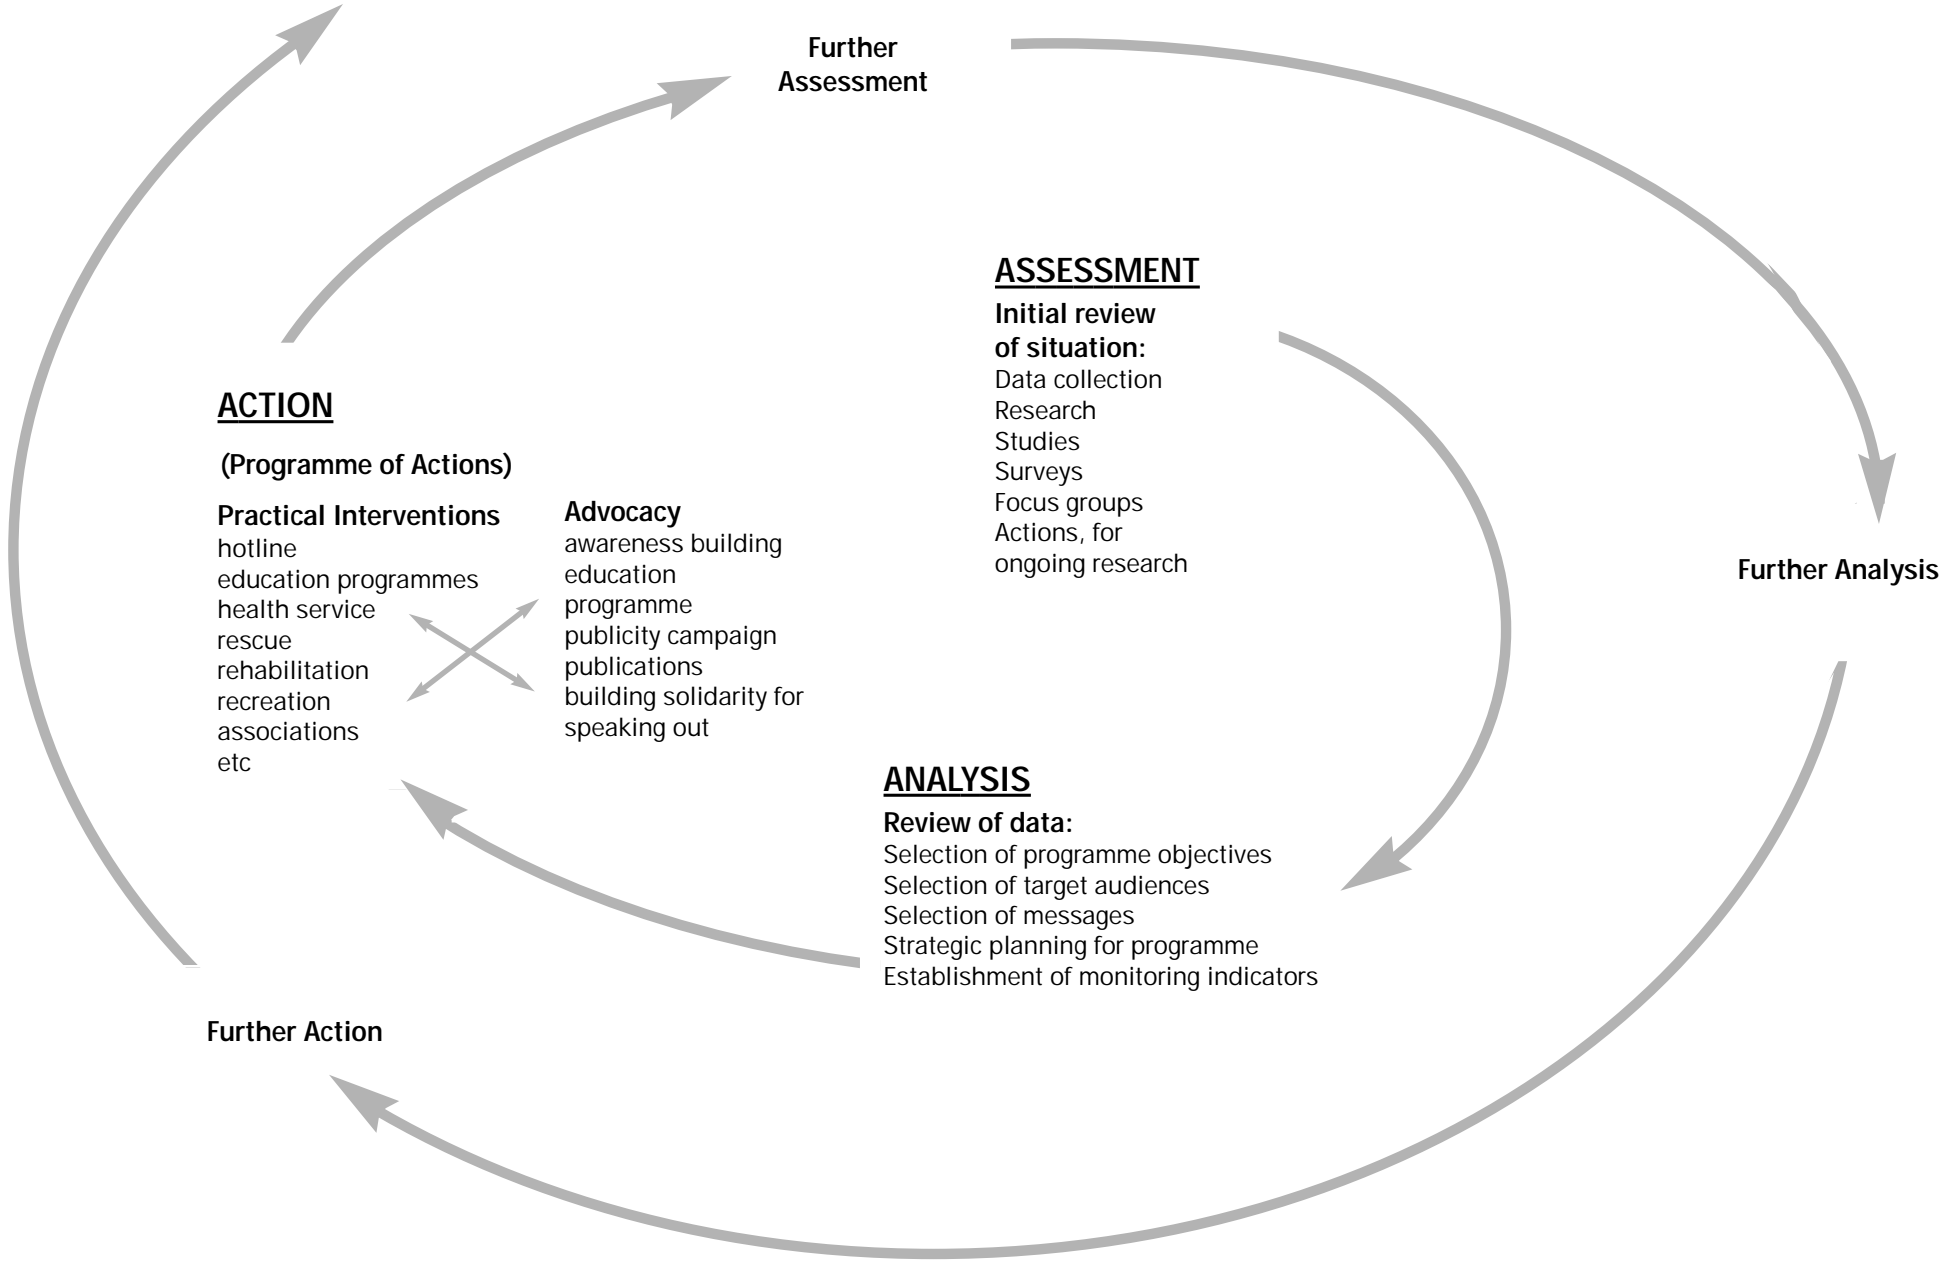 Further
Assessment
ASSESSMENT
Initial review
of situation:
Data collection
Research
Studies
Surveys
Focus groups
Actions, for
ongoing research
Further Analysis
ACTION
(Programme of Actions)
Practical Interventions
hotline
education programmes
health service
rescue
rehabilitation
recreation
associations
etc
Advocacy
awareness building
education
programme
publicity campaign
publications
building solidarity for
speaking out
ANALYSIS
Review of data:
Selection of programme objectives
Selection of target audiences
Selection of messages
Strategic planning for programme
Establishment of monitoring indicators
Further Action